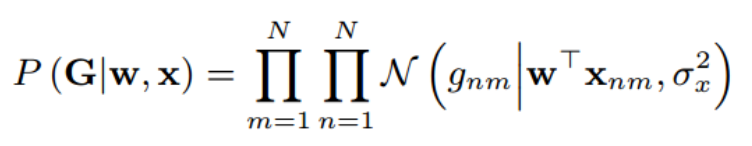 P(𝐆|𝐰, 𝐱) = ∏_{m=1}^{N} ∏_{n=1}^{N} 𝒩(g_{nm}|𝐰^⊤𝐱_{nm}, σ_x^2)